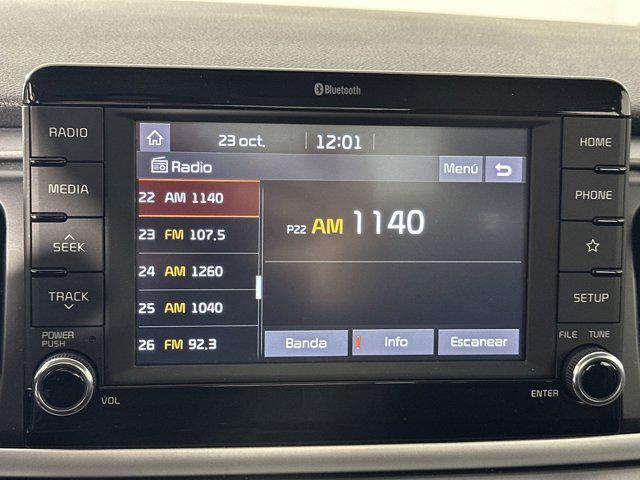 Bluetooth
RADIO
MEDIA
SEEK
TRACK
POWER
PUSH
VOL
23 oct. 12:01
Radio Menú
22 AM 1140
23 FM 107.5
24 AM 1260
25 AM 1040
26 FM 92.3
P22 AM 1140
Banda Info Escanear
HOME
PHONE
SETUP
FILE TUNE
ENTER